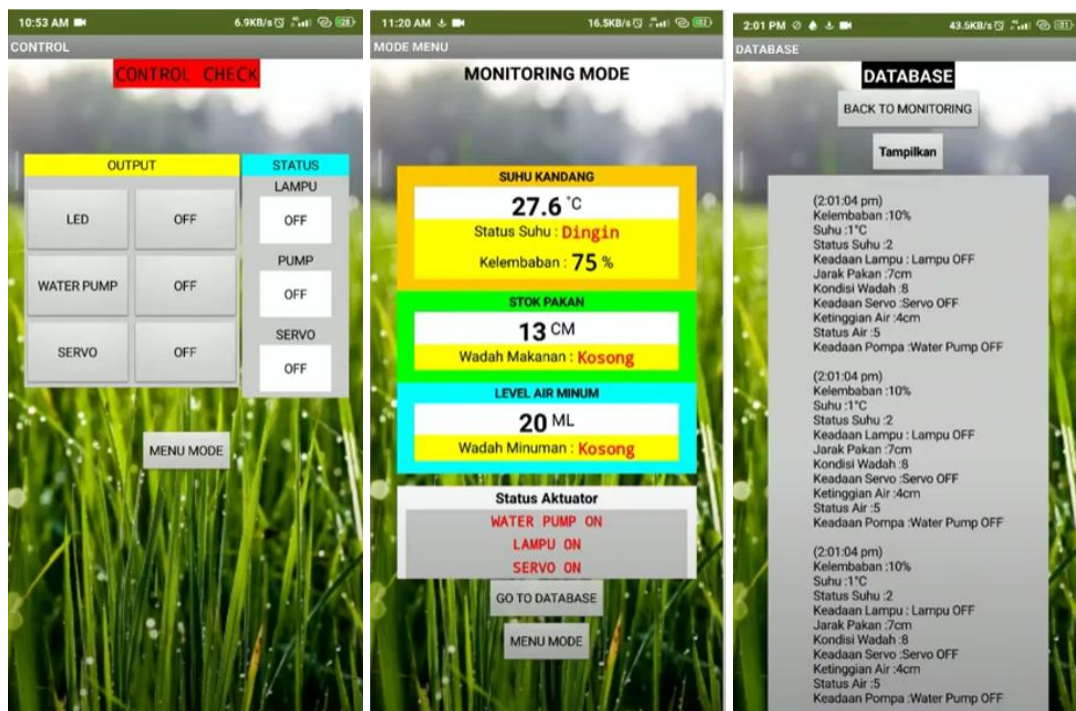 10:53 AM 6.9KB/s 28
CONTROL
CONTROL CHECK
OUTPUT STATUS
LAMPU
LED OFF OFF
PUMP
WATER PUMP OFF OFF
SERVO
SERVO OFF OFF
MENU MODE
11:20 AM 16.5KB/s
MODE MENU
MONITORING MODE
SUHU KANDANG
27.6 °C
Status Suhu : Dingin
Kelembaban : 75 %
STOK PAKAN
13 CM
Wadah Makanan : Kosong
LEVEL AIR MINUM
20 ML
Wadah Minuman : Kosong
Status Aktuator
WATER PUMP ON
LAMPU ON
SERVO ON
GO TO DATABASE
MENU MODE
2:01 PM 43.5KB/s
DATABASE
DATABASE
BACK TO MONITORING
Tampilkan
(2:01:04 pm)
Kelembaban :10%
Suhu :1°C
Status Suhu :2
Keadaan Lampu : Lampu OFF
Jarak Pakan :7cm
Kondisi Wadah :8
Keadaan Servo :Servo OFF
Ketinggian Air :4cm
Status Air :5
Keadaan Pompa :Water Pump OFF
(2:01:04 pm)
Kelembaban :10%
Suhu :1°C
Status Suhu :2
Keadaan Lampu : Lampu OFF
Jarak Pakan :7cm
Kondisi Wadah :8
Keadaan Servo :Servo OFF
Ketinggian Air :4cm
Status Air :5
Keadaan Pompa :Water Pump OFF
(2:01:04 pm)
Kelembaban :10%
Suhu :1°C
Status Suhu :2
Keadaan Lampu : Lampu OFF
Jarak Pakan :7cm
Kondisi Wadah :8
Keadaan Servo :Servo OFF
Ketinggian Air :4cm
Status Air :5
Keadaan Pompa :Water Pump OFF